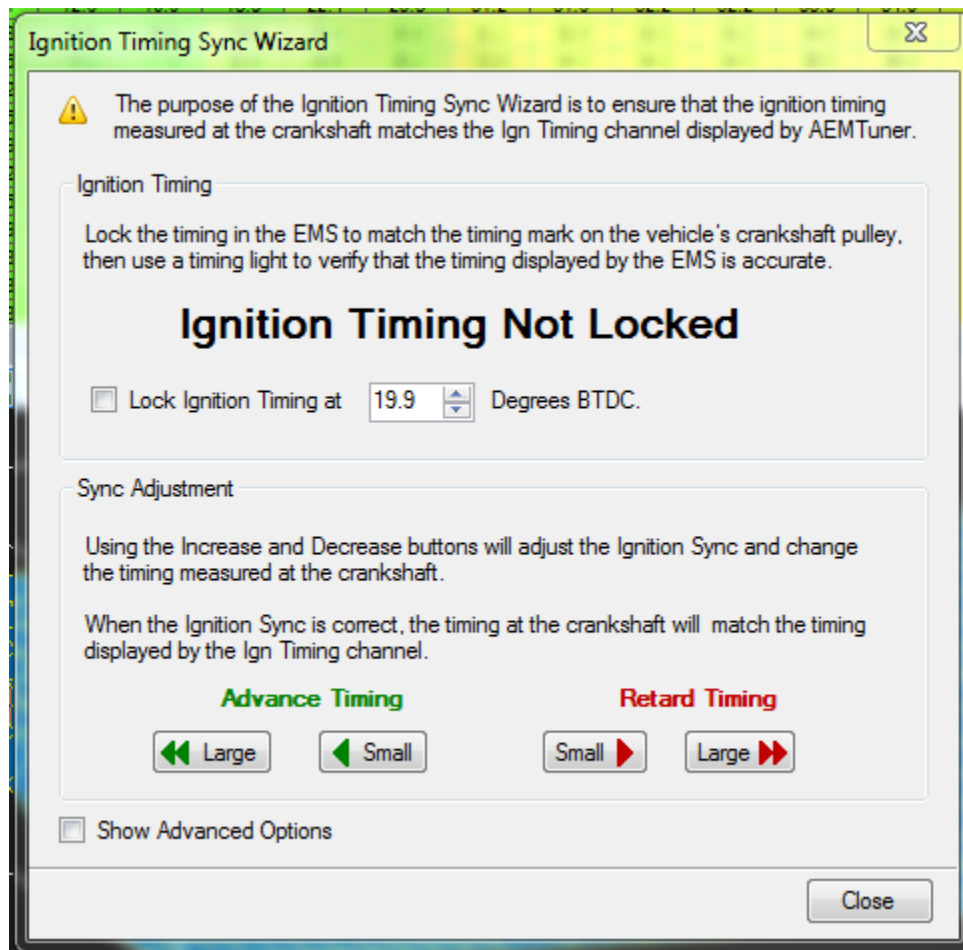 Ignition Timing Sync Wizard
The purpose of the Ignition Timing Sync Wizard is to ensure that the ignition timing
measured at the crankshaft matches the Ign Timing channel displayed by AEMTuner.
Ignition Timing
Lock the timing in the EMS to match the timing mark on the vehicle's crankshaft pulley,
then use a timing light to verify that the timing displayed by the EMS is accurate.
Ignition Timing Not Locked
Lock Ignition Timing at 19.9 Degrees BTDC.
Sync Adjustment
Using the Increase and Decrease buttons will adjust the Ignition Sync and change
the timing measured at the crankshaft.
When the Ignition Sync is correct, the timing at the crankshaft will match the timing
displayed by the Ign Timing channel.
Advance Timing Retard Timing
Large Small Small Large
Show Advanced Options
Close